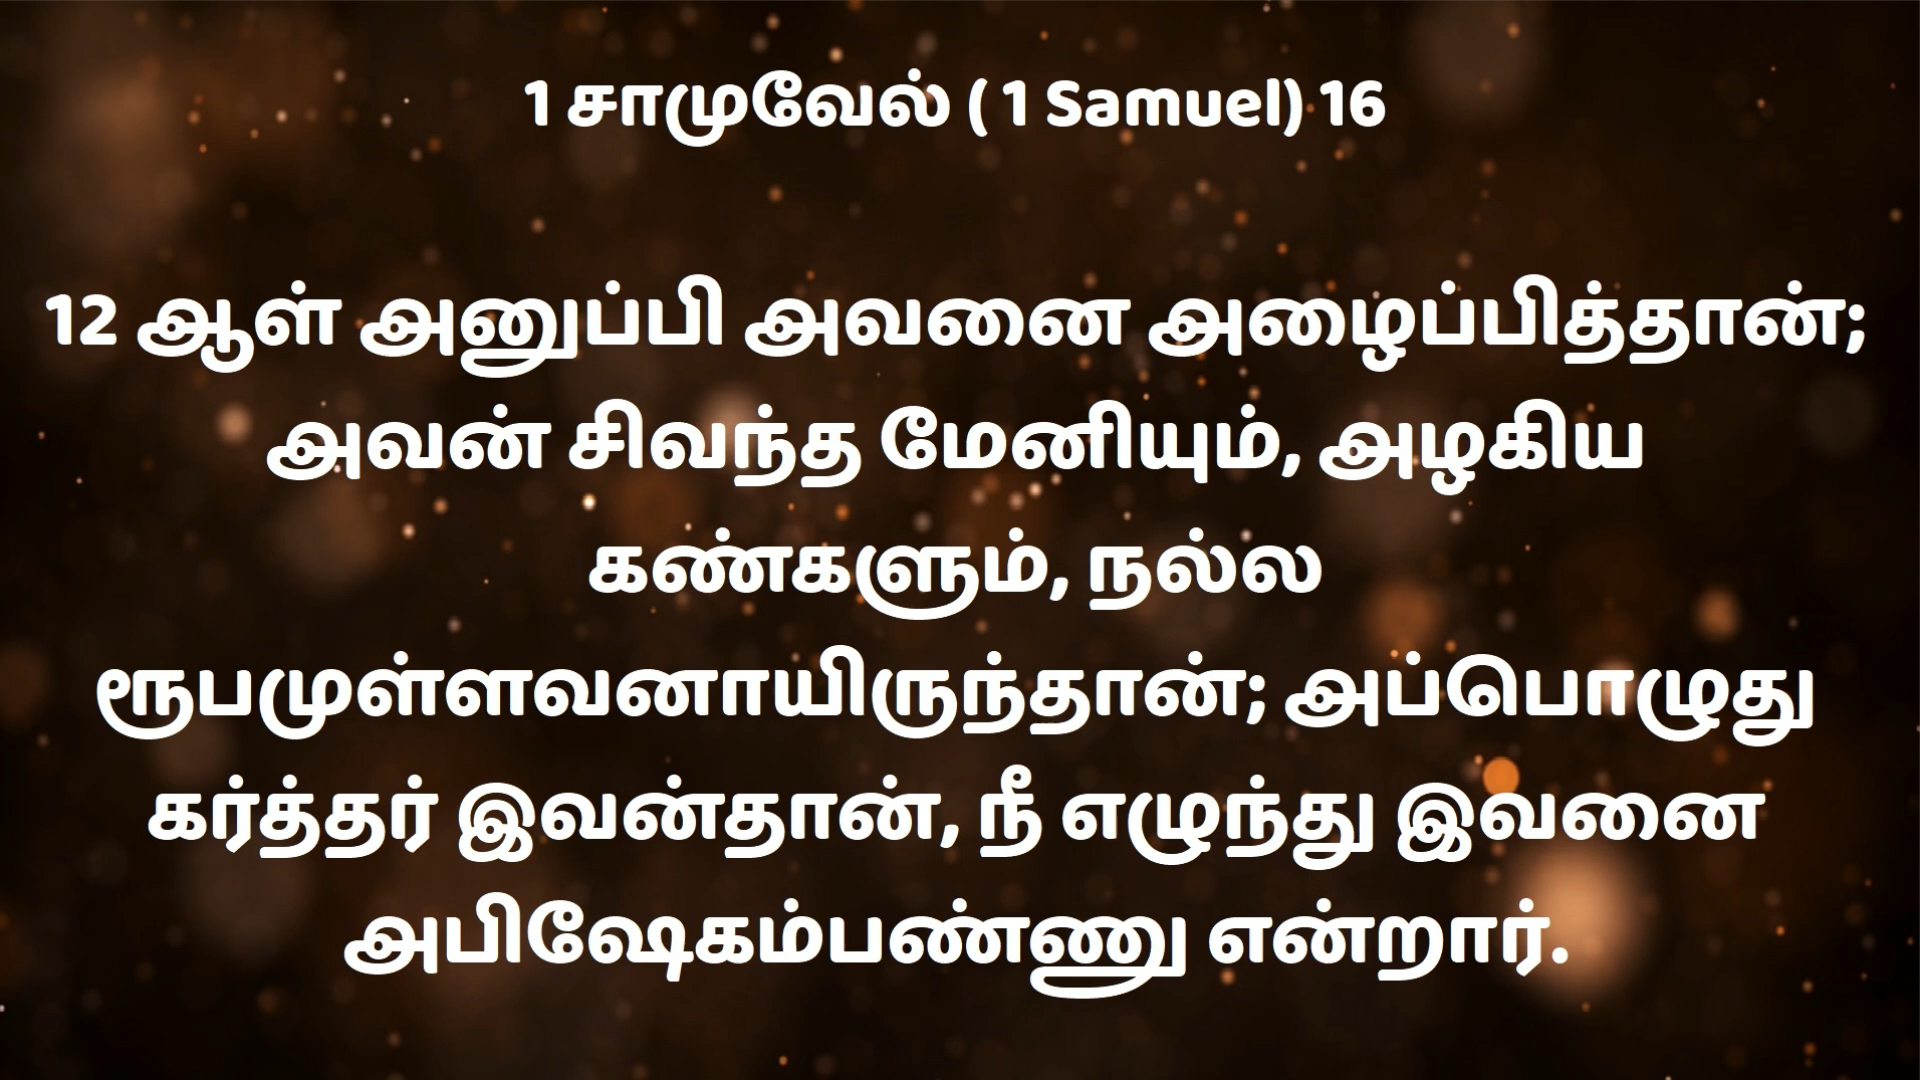 1 சாமுவேல் ( 1 Samuel) 16
12 ஆள் அனுப்பி அவனை அழைப்பித்தான்;
அவன் சிவந்த மேனியும், அழகிய
கண்களும், நல்ல
ரூபமுள்ளவனாயிருந்தான்; அப்பொழுது
கர்த்தர் இவன்தான், நீ எழுந்து இவனை
அபிஷேகம்பண்ணு என்றார்.